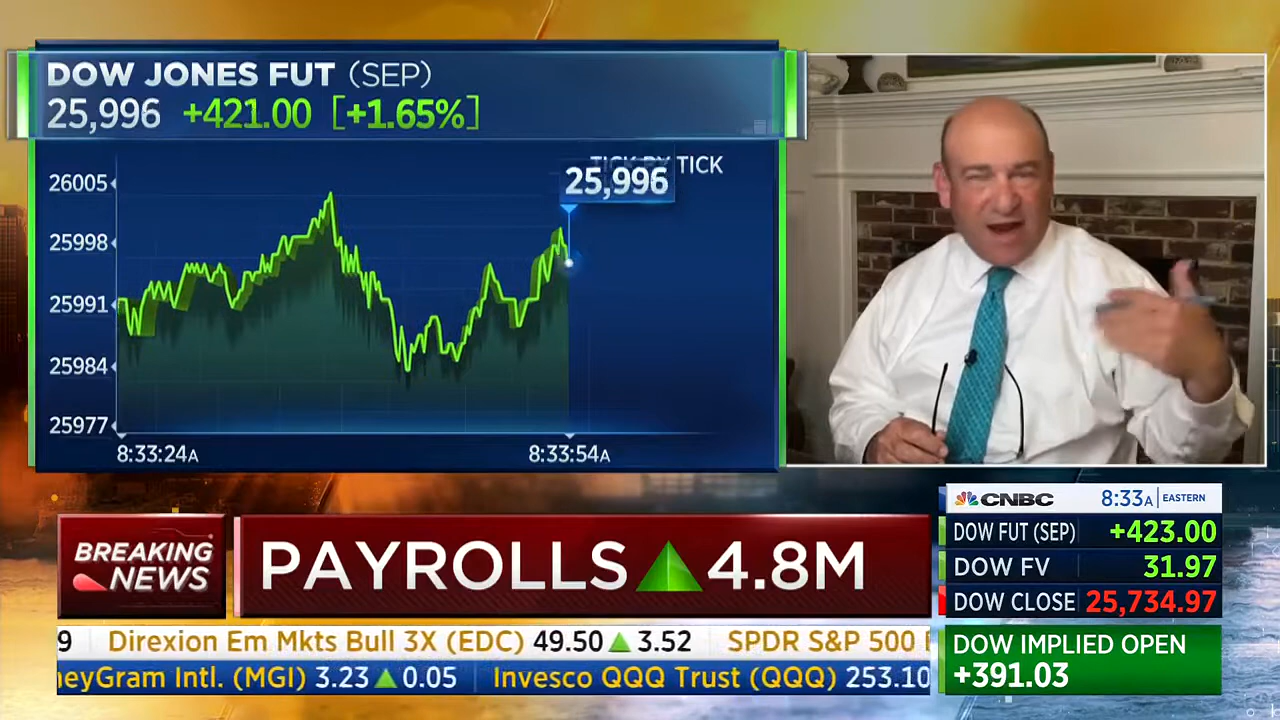 DOW JONES FUT (SEP)
25,996 +421.00 [+1.65%]
TICK BY TICK
25,996
26005
25998
25991
25984
25977
8:33:24A
8:33:54A
CNBC 8:33A EASTERN
DOW FUT (SEP) +423.00
DOW FV 31.97
DOW CLOSE 25,734.97
DOW IMPLIED OPEN
+391.03
BREAKING
NEWS
PAYROLLS ▲ 4.8M
9 Direxion Em Mkts Bull 3X (EDC) 49.50 ▲ 3.52 SPDR S&P 500
neyGram Intl. (MGI) 3.23 ▲ 0.05 Invesco QQQ Trust (QQQ) 253.10